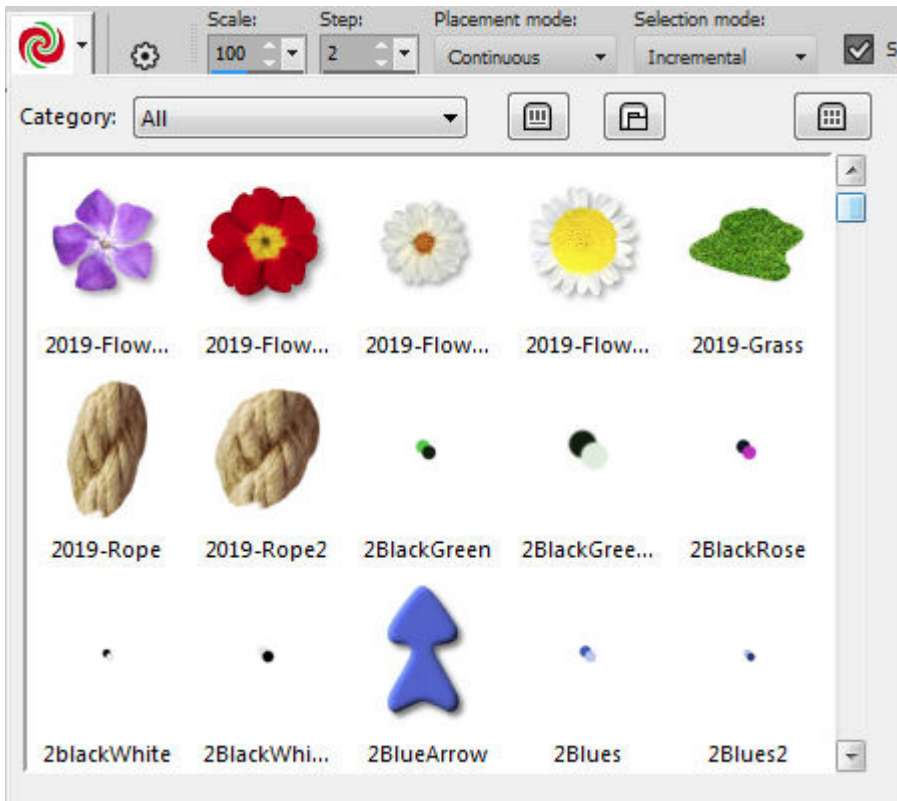 Scale: Step: Placement mode: Selection mode:
100 2 Continuous Incremental S
Category: All
2019-Flow... 2019-Flow... 2019-Flow... 2019-Flow... 2019-Grass
2019-Rope 2019-Rope2 2BlackGreen 2BlackGree... 2BlackRose
2blackWhite 2BlackWhi... 2BlueArrow 2Blues 2Blues2